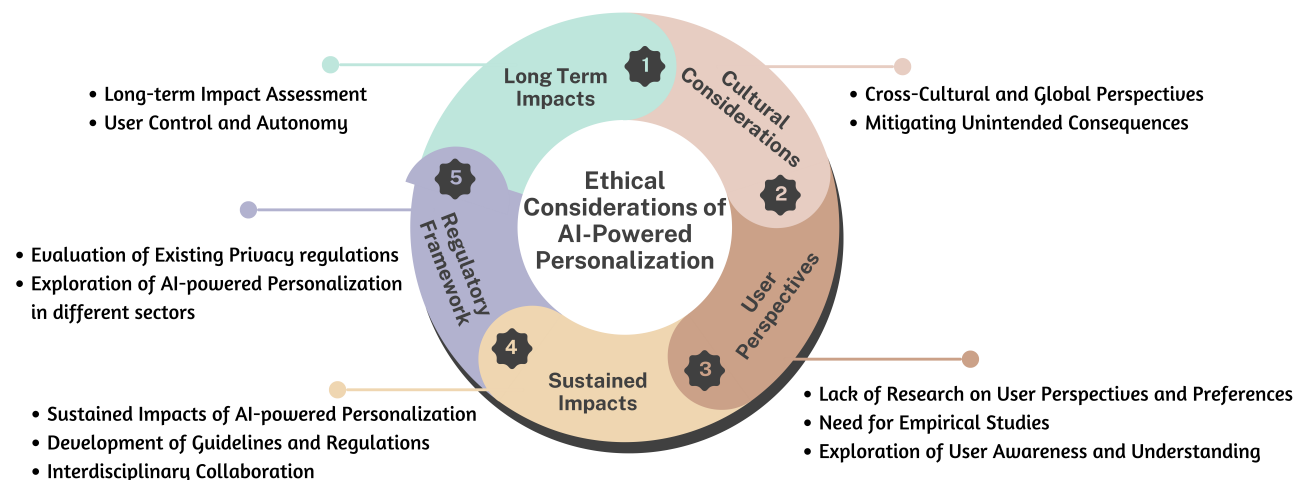 Ethical
Considerations of
AI-Powered
Personalization
1
Long Term
Impacts
• Long-term Impact Assessment
• User Control and Autonomy
2
Cultural
Considerations
• Cross-Cultural and Global Perspectives
• Mitigating Unintended Consequences
3
User
Perspectives
• Lack of Research on User Perspectives and Preferences
• Need for Empirical Studies
• Exploration of User Awareness and Understanding
4
Sustained
Impacts
• Sustained Impacts of AI-powered Personalization
• Development of Guidelines and Regulations
• Interdisciplinary Collaboration
5
Regulatory
Framework
• Evaluation of Existing Privacy regulations
• Exploration of AI-powered Personalization
in different sectors